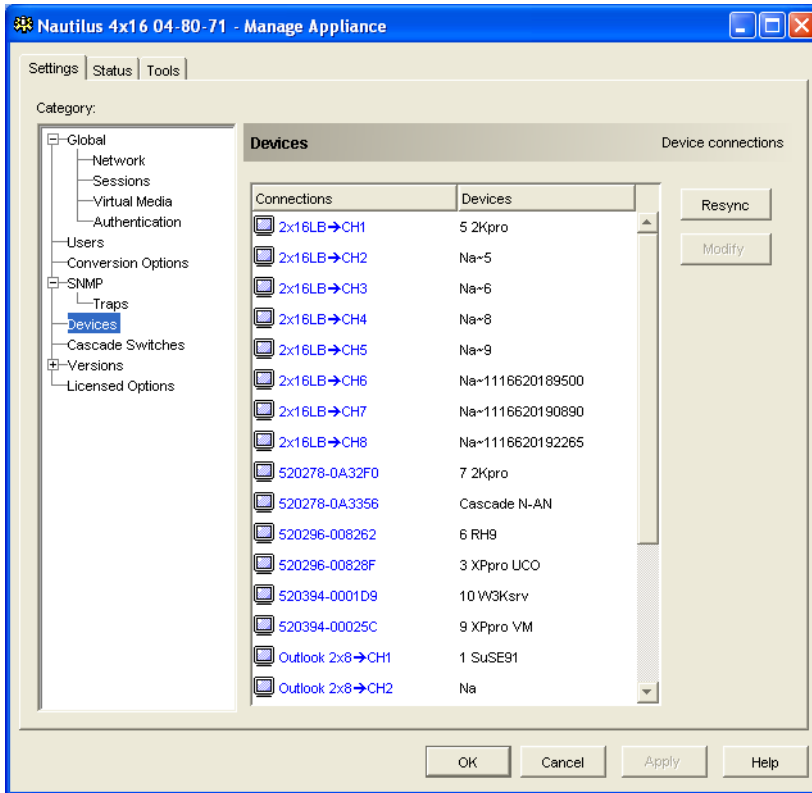 Nautilus 4x16 04-80-71 - Manage Appliance
Settings Status Tools
Category:
Global
Network
Sessions
Virtual Media
Authentication
Users
Conversion Options
SNMP
Traps
Devices
Cascade Switches
Versions
Licensed Options
Devices Device connections
Connections Devices
2x16LB→CH1 5 2Kpro
2x16LB→CH2 Na~5
2x16LB→CH3 Na~6
2x16LB→CH4 Na~8
2x16LB→CH5 Na~9
2x16LB→CH6 Na~1116620189500
2x16LB→CH7 Na~1116620190890
2x16LB→CH8 Na~1116620192265
520278-0A32F0 7 2Kpro
520278-0A3356 Cascade N-AN
520296-008262 6 RH9
520296-00828F 3 XPpro UCO
520394-0001D9 10 W3Ksrv
520394-00025C 9 XPpro VM
Outlook 2x8→CH1 1 SuSE91
Outlook 2x8→CH2 Na
Resync
Modify
OK Cancel Apply Help